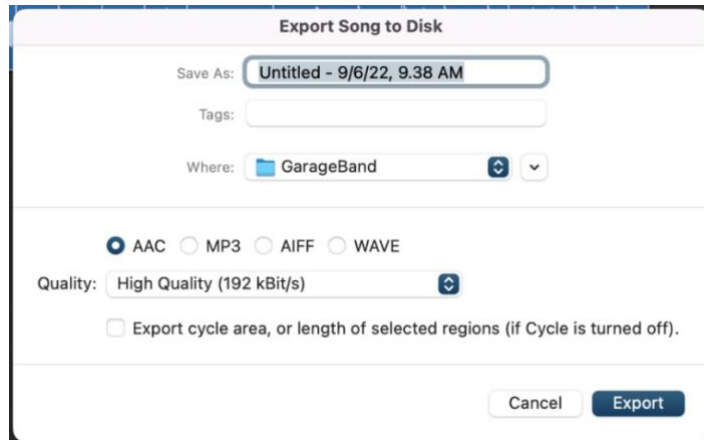 Export Song to Disk
Save As: Untitled - 9/6/22, 9.38 AM
Tags:
Where: GarageBand
AAC MP3 AIFF WAVE
Quality: High Quality (192 kBit/s)
Export cycle area, or length of selected regions (if Cycle is turned off).
Cancel Export